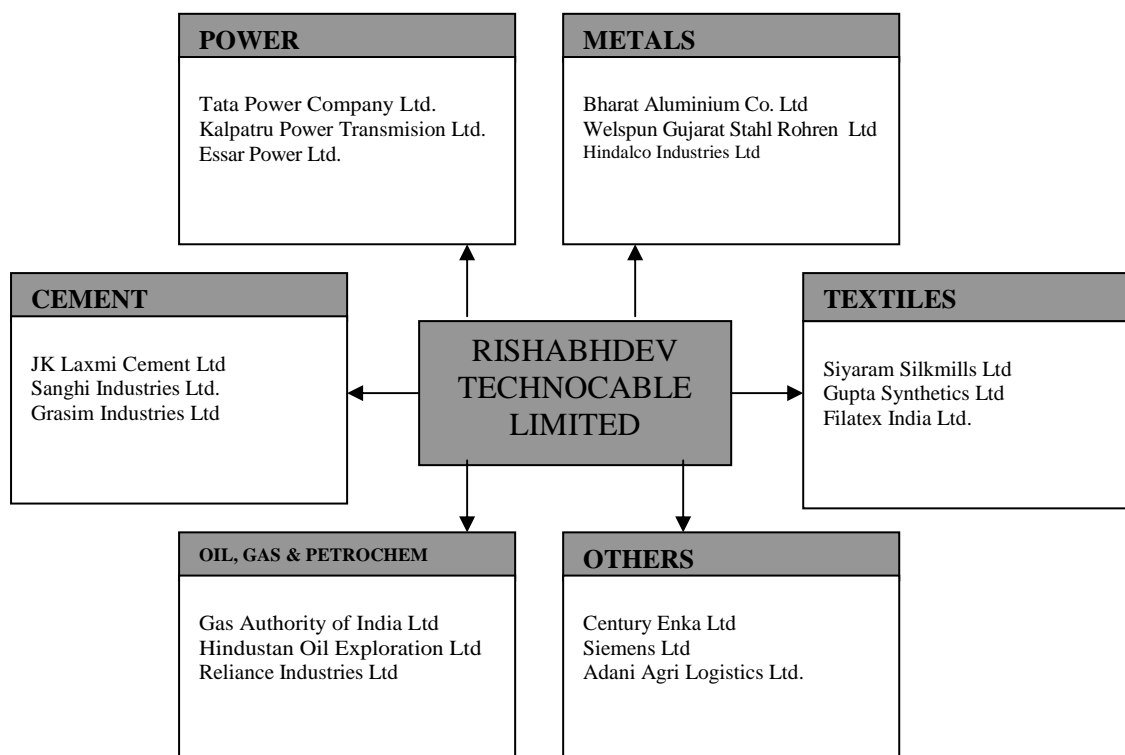 POWER
Tata Power Company Ltd.
Kalpatru Power Transmision Ltd.
Essar Power Ltd.
METALS
Bharat Aluminium Co. Ltd
Welspun Gujarat Stahl Rohren Ltd
Hindalco Industries Ltd
CEMENT
JK Laxmi Cement Ltd
Sanghi Industries Ltd.
Grasim Industries Ltd
RISHABHDEV
TECHNOCABLE
LIMITED
TEXTILES
Siyaram Silkmills Ltd
Gupta Synthetics Ltd
Filatex India Ltd.
OIL, GAS & PETROCHEM
Gas Authority of India Ltd
Hindustan Oil Exploration Ltd
Reliance Industries Ltd
OTHERS
Century Enka Ltd
Siemens Ltd
Adani Agri Logistics Ltd.